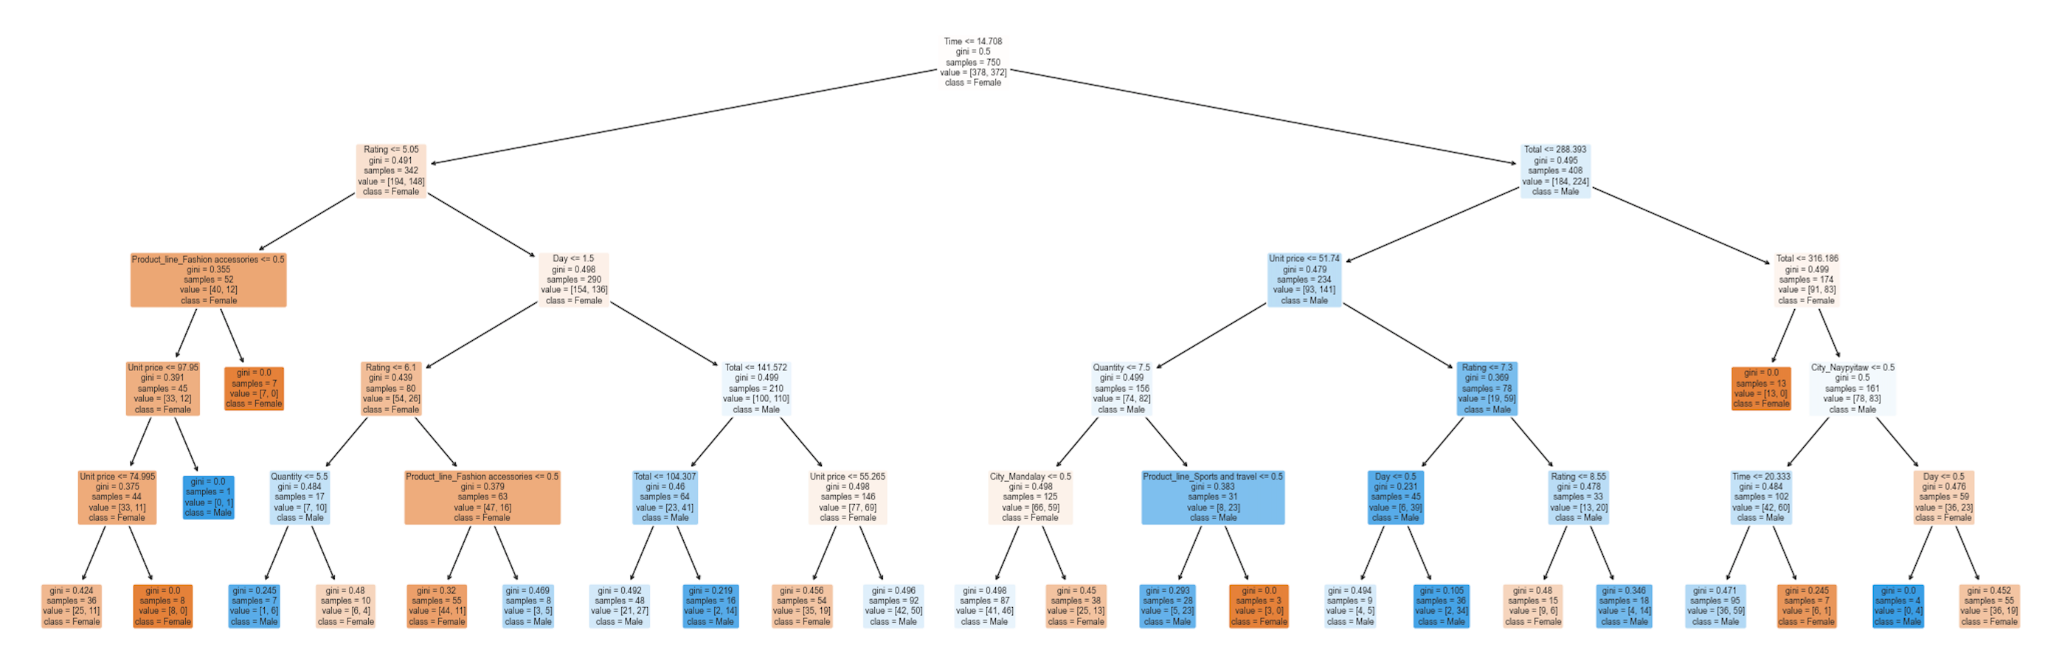 Time <= 14.708
gini = 0.5
samples = 750
value = [378, 372]
class = Female
Rating <= 5.05
gini = 0.491
samples = 342
value = [194, 148]
class = Female
Total <= 288.393
gini = 0.495
samples = 408
value = [184, 224]
class = Male
Product_line_Fashion accessories <= 0.5
gini = 0.355
samples = 52
value = [40, 12]
class = Female
Day <= 1.5
gini = 0.498
samples = 290
value = [154, 136]
class = Female
Unit price <= 51.74
gini = 0.479
samples = 234
value = [93, 141]
class = Male
Total <= 316.186
gini = 0.499
samples = 174
value = [91, 83]
class = Female
Unit price <= 97.95
gini = 0.391
samples = 45
value = [33, 12]
class = Female
gini = 0.0
samples = 7
value = [7, 0]
class = Female
Rating <= 6.1
gini = 0.439
samples = 80
value = [54, 26]
class = Female
Total <= 141.572
gini = 0.499
samples = 210
value = [100, 110]
class = Male
Quantity <= 7.5
gini = 0.499
samples = 156
value = [74, 82]
class = Male
Rating <= 7.3
gini = 0.369
samples = 78
value = [19, 59]
class = Male
gini = 0.0
samples = 13
value = [13, 0]
class = Female
City_Naypyitaw <= 0.5
gini = 0.5
samples = 161
value = [78, 83]
class = Male
Unit price <= 74.995
gini = 0.375
samples = 44
value = [33, 11]
class = Female
gini = 0.0
samples = 1
value = [0, 1]
class = Male
Quantity <= 5.5
gini = 0.484
samples = 17
value = [7, 10]
class = Male
Product_line_Fashion accessories <= 0.5
gini = 0.379
samples = 63
value = [47, 16]
class = Female
Total <= 104.307
gini = 0.46
samples = 64
value = [23, 41]
class = Male
Unit price <= 55.265
gini = 0.498
samples = 146
value = [77, 69]
class = Female
City_Mandalay <= 0.5
gini = 0.498
samples = 125
value = [66, 59]
class = Female
Product_line_Sports and travel <= 0.5
gini = 0.383
samples = 31
value = [8, 23]
class = Male
Day <= 0.5
gini = 0.231
samples = 45
value = [6, 39]
class = Male
Rating <= 8.55
gini = 0.478
samples = 33
value = [13, 20]
class = Male
Time <= 20.333
gini = 0.484
samples = 102
value = [42, 60]
class = Male
Day <= 0.5
gini = 0.476
samples = 59
value = [36, 23]
class = Female
gini = 0.424
samples = 36
value = [25, 11]
class = Female
gini = 0.0
samples = 8
value = [8, 0]
class = Female
gini = 0.245
samples = 7
value = [1, 6]
class = Male
gini = 0.48
samples = 10
value = [6, 4]
class = Female
gini = 0.32
samples = 55
value = [44, 11]
class = Female
gini = 0.469
samples = 8
value = [3, 5]
class = Male
gini = 0.492
samples = 48
value = [21, 27]
class = Male
gini = 0.219
samples = 16
value = [2, 14]
class = Male
gini = 0.456
samples = 54
value = [35, 19]
class = Female
gini = 0.496
samples = 92
value = [42, 50]
class = Male
gini = 0.498
samples = 87
value = [41, 46]
class = Male
gini = 0.45
samples = 38
value = [25, 13]
class = Female
gini = 0.293
samples = 28
value = [5, 23]
class = Male
gini = 0.0
samples = 3
value = [3, 0]
class = Female
gini = 0.494
samples = 9
value = [4, 5]
class = Male
gini = 0.105
samples = 36
value = [2, 34]
class = Male
gini = 0.48
samples = 15
value = [9, 6]
class = Female
gini = 0.346
samples = 18
value = [4, 14]
class = Male
gini = 0.471
samples = 95
value = [36, 59]
class = Male
gini = 0.245
samples = 7
value = [6, 1]
class = Female
gini = 0.0
samples = 4
value = [0, 4]
class = Male
gini = 0.452
samples = 55
value = [36, 19]
class = Female